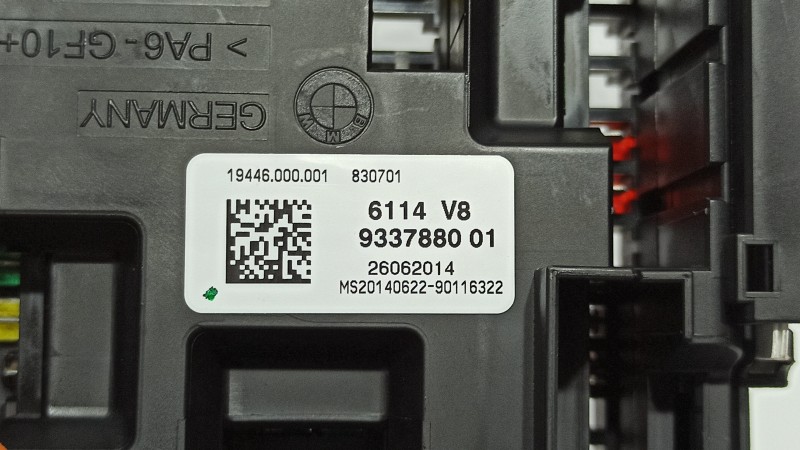 > PA6-GF10+
GERMANY
BMW
19446.000.001 830701
6114 V8
9337880 01
26062014
MS20140622-90116322